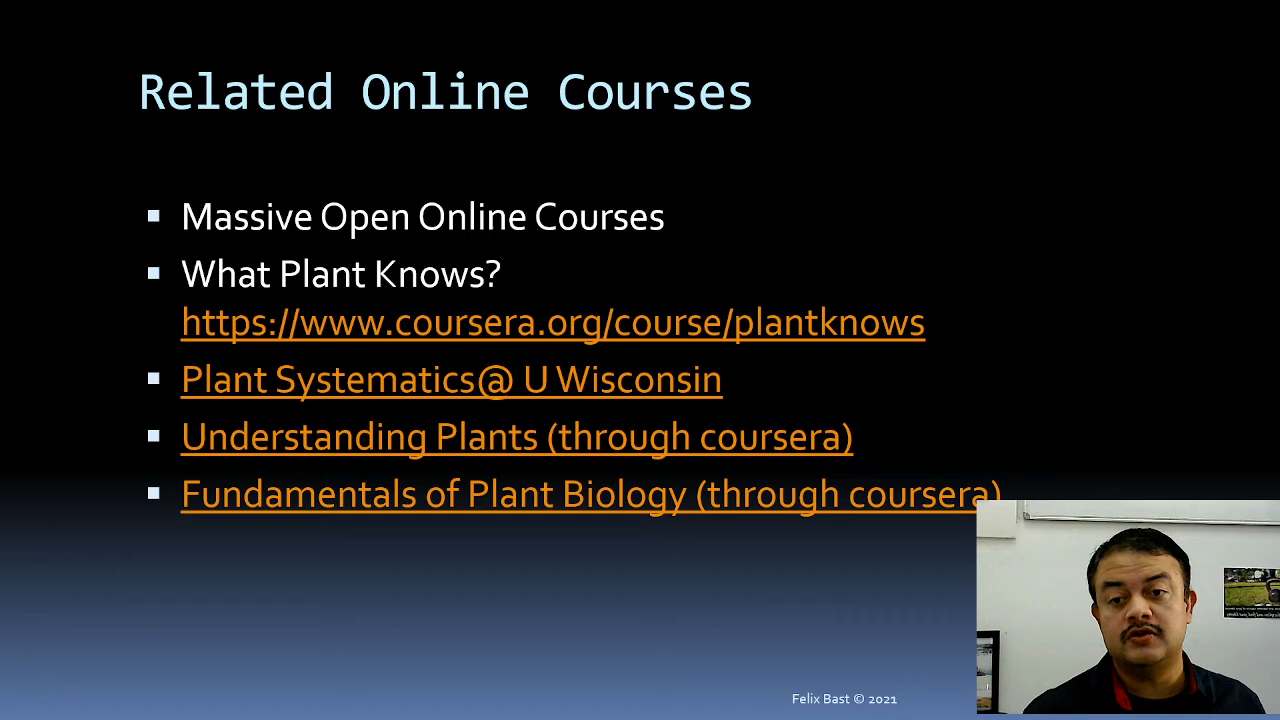 Related Online Courses
Massive Open Online Courses
What Plant Knows?
https://www.coursera.org/course/plantknows
Plant Systematics@ U Wisconsin
Understanding Plants (through coursera)
Fundamentals of Plant Biology (through coursera)
Felix Bast © 2021